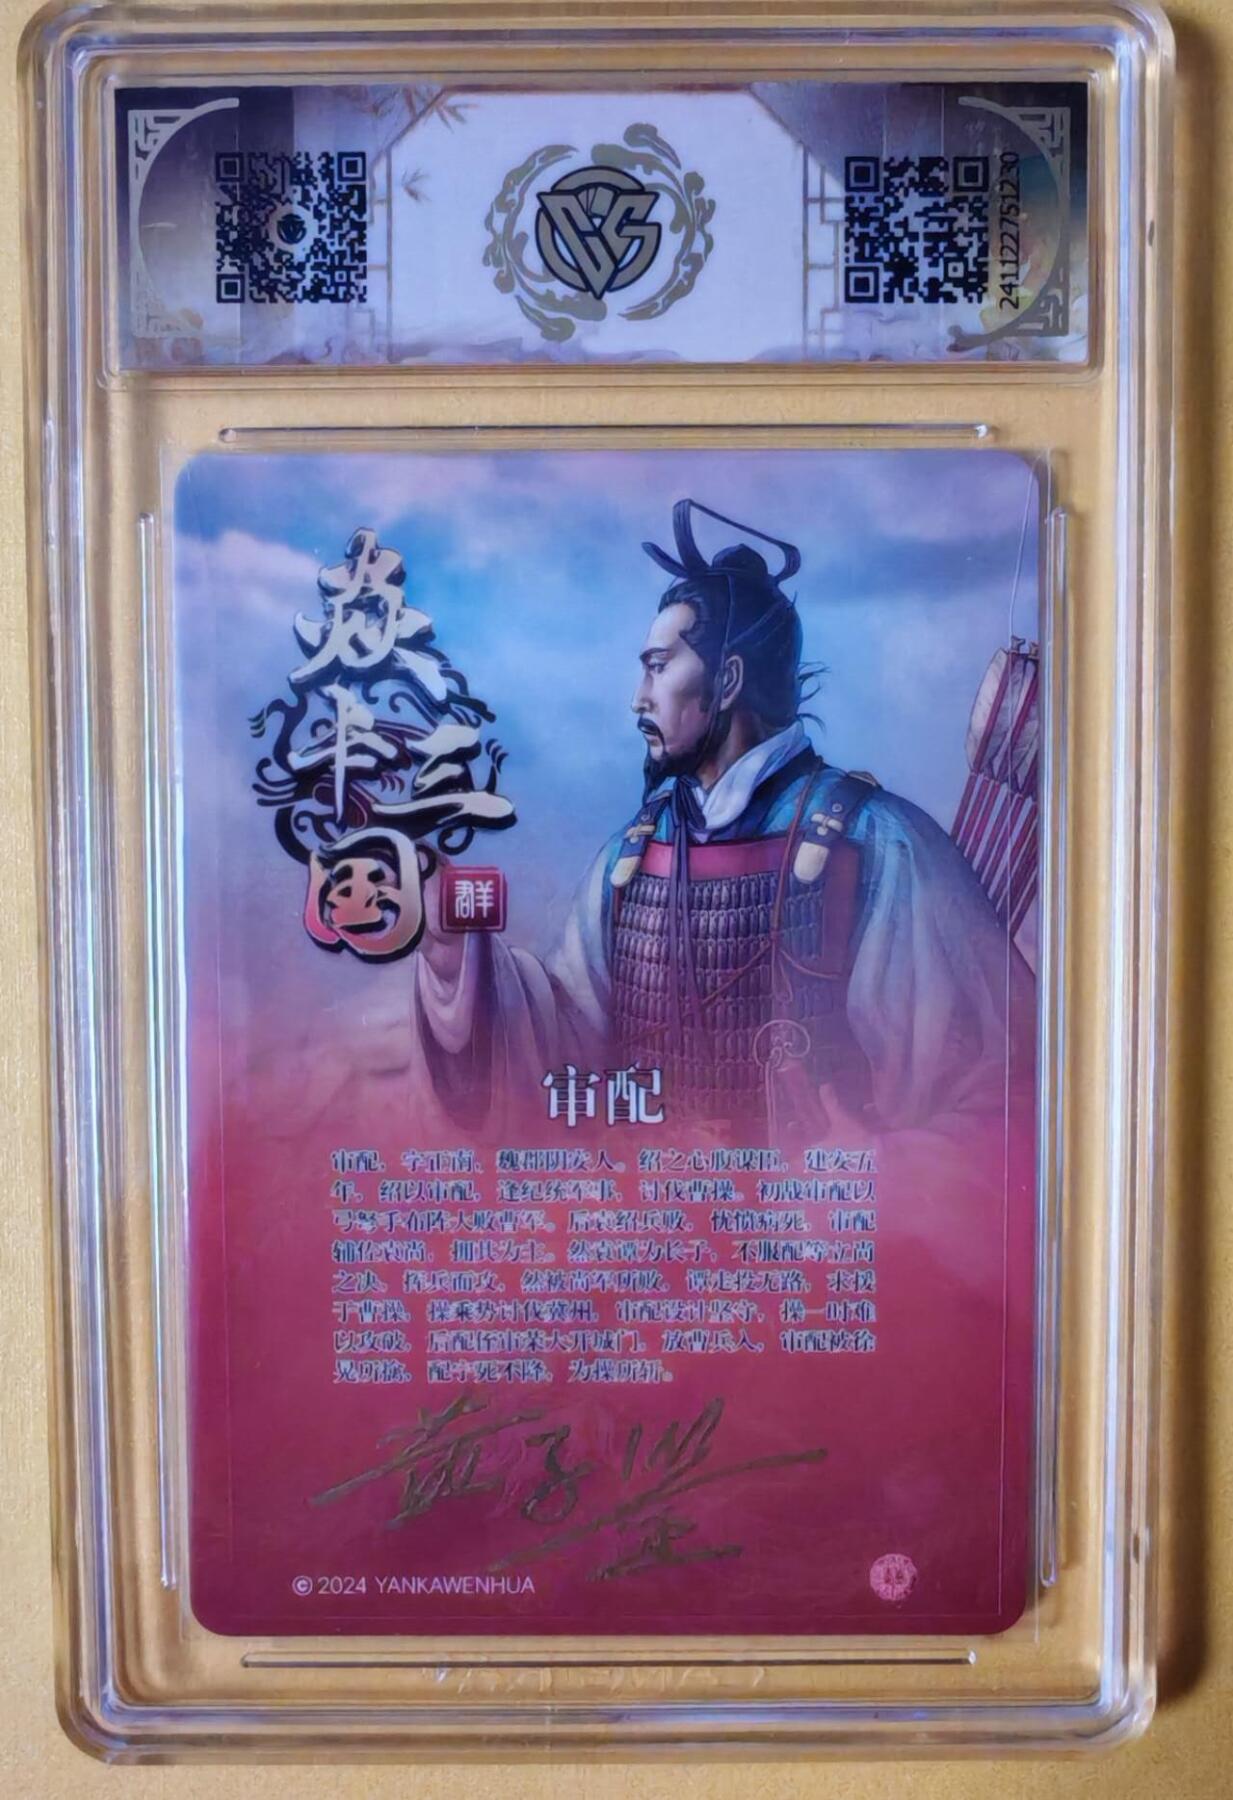 CCG
2411227751230
炎卡三国
群
审配
审配，字正南，魏郡阴安人。绍之心腹谋臣，建安五
年，绍以审配，逢纪统军事，讨伐曹操。初战审配以
弓弩手布阵大败曹军。后袁绍兵败，忧愤病死，审配
辅佐袁尚，拥其为主。然袁谭为长子，不服配等立尚
之决，挥兵而攻，然被尚军所败，谭走投无路，求援
于曹操，操乘势讨伐冀州，审配设计坚守，操一时难
以攻破，后配侄审荣大开城门，放曹兵入，审配被徐
晃所擒，配宁死不降，为操所斩。
黄子
© 2024 YANKAWENHUA